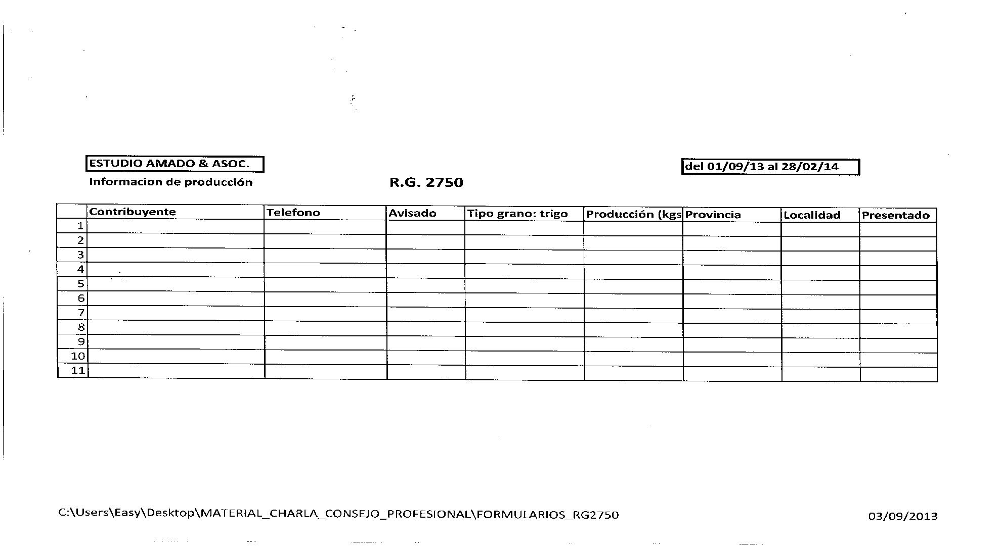 ESTUDIO AMADO & ASOC.
del 01/09/13 al 28/02/14
Informacion de producción
R.G. 2750
Contribuyente Telefono Avisado Tipo grano: trigo Producción (kgs Provincia Localidad Presentado
1
2
3
4
5
6
7
8
9
10
11
C:\Users\Easy\Desktop\MATERIAL_CHARLA_CONSEJO_PROFESIONAL\FORMULARIOS_RG2750
03/09/2013